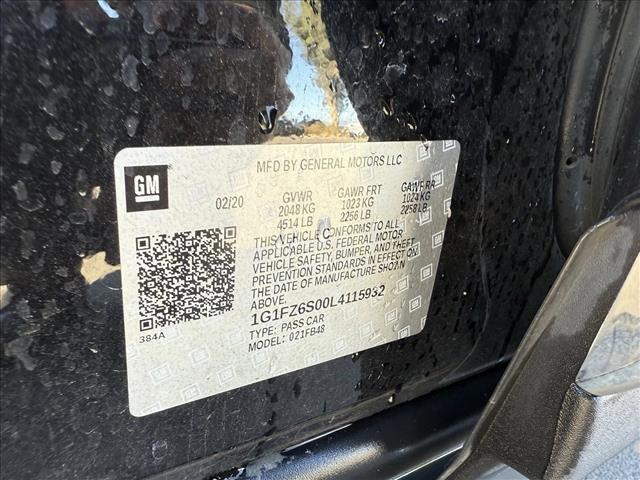 GM
MFD BY GENERAL MOTORS LLC
02/20 GVWR GAWR FRT GAWR RR
2048 KG 1023 KG 1024 KG
4514 LB 2256 LB 2258 LB
THIS VEHICLE CONFORMS TO ALL
APPLICABLE U.S. FEDERAL MOTOR
VEHICLE SAFETY, BUMPER, AND THEFT
PREVENTION STANDARDS IN EFFECT ON
THE DATE OF MANUFACTURE SHOWN
ABOVE.
384A
1G1FZ6S00L4115932
TYPE: PASS CAR
MODEL: 021FB48